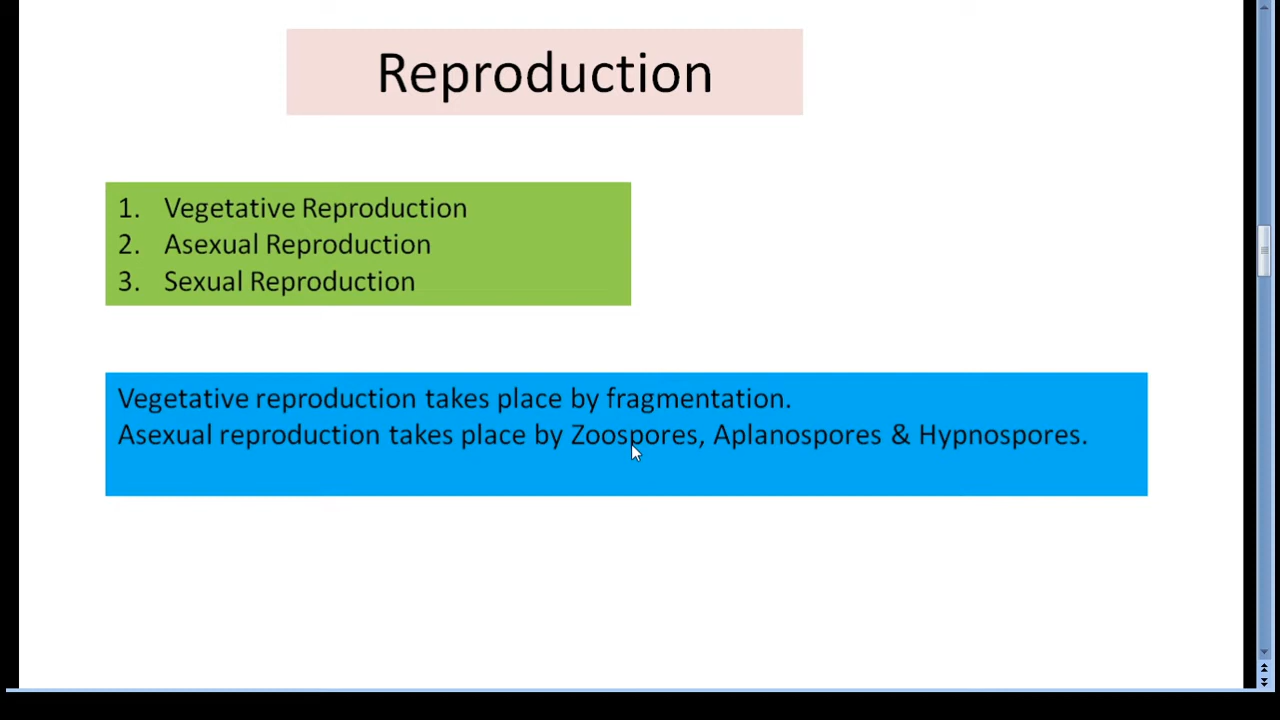 Reproduction
1. Vegetative Reproduction
2. Asexual Reproduction
3. Sexual Reproduction
Vegetative reproduction takes place by fragmentation.
Asexual reproduction takes place by Zoospores, Aplanospores & Hypnospores.